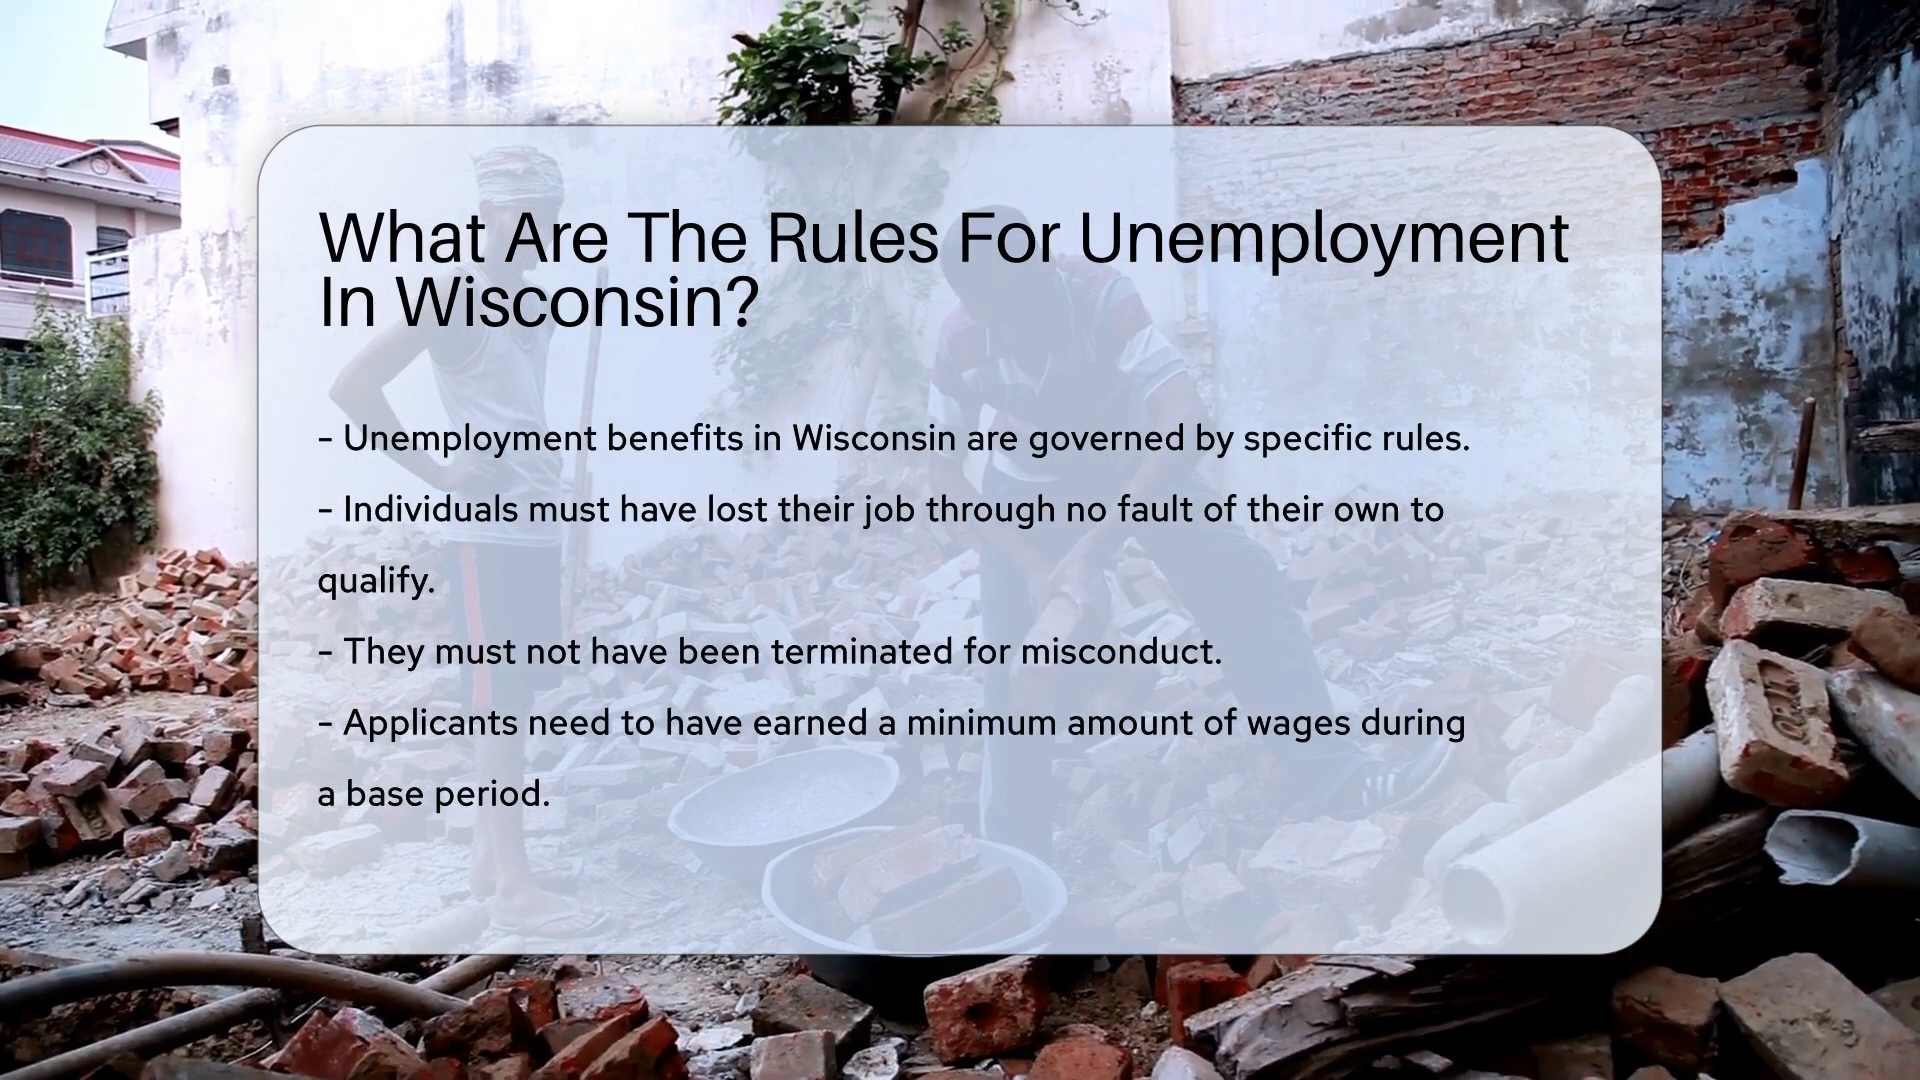 What Are The Rules For Unemployment
In Wisconsin?
- Unemployment benefits in Wisconsin are governed by specific rules.
- Individuals must have lost their job through no fault of their own to
qualify.
- They must not have been terminated for misconduct.
- Applicants need to have earned a minimum amount of wages during
a base period.